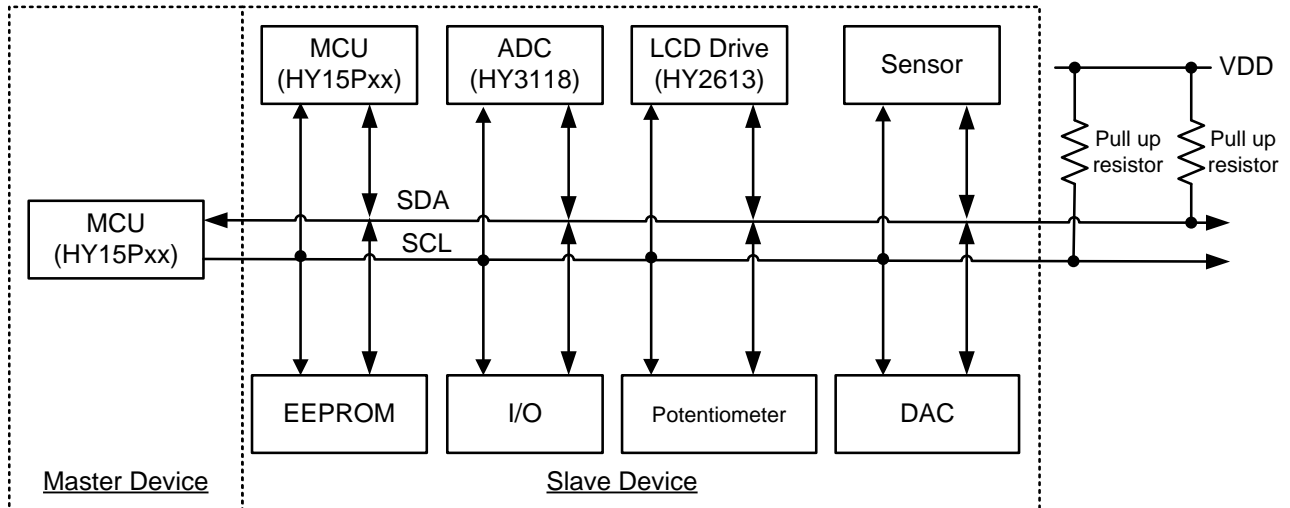 MCU
(HY15Pxx)
ADC
(HY3118)
LCD Drive
(HY2613)
Sensor
VDD
Pull up
resistor
Pull up
resistor
SDA
MCU
(HY15Pxx)
SCL
EEPROM
I/O
Potentiometer
DAC
Master Device
Slave Device